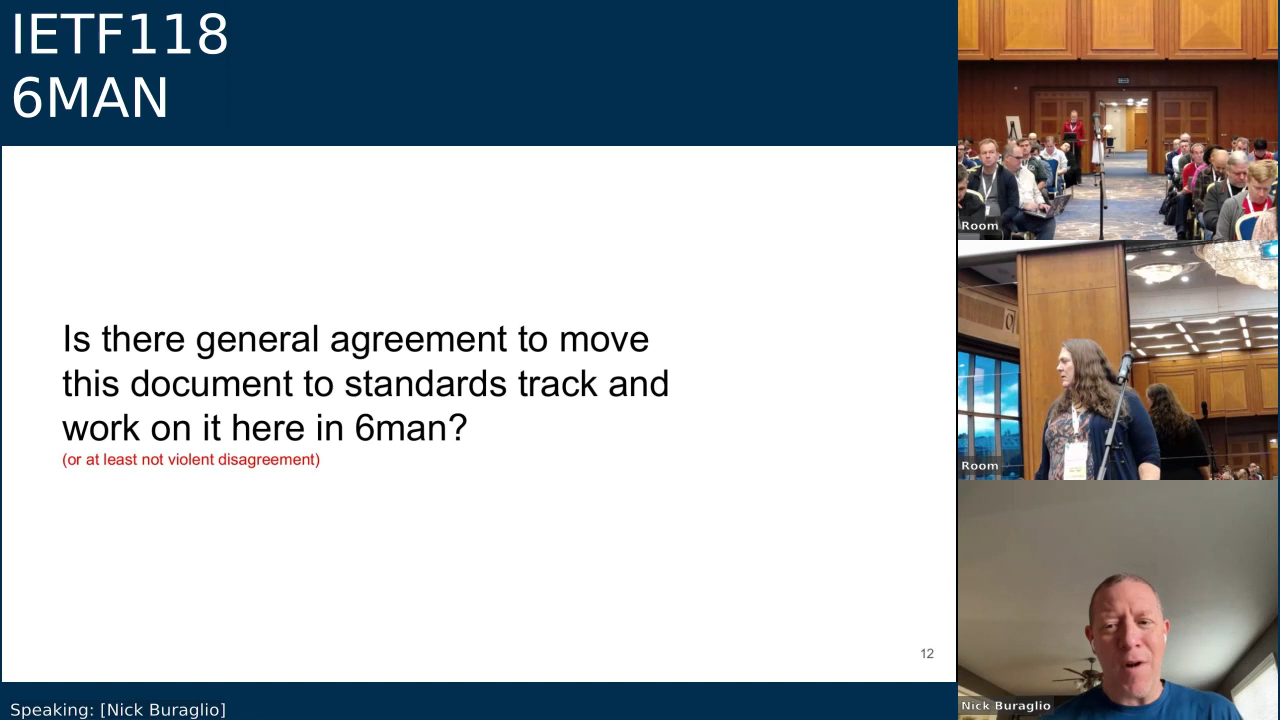 IETF118
6MAN
Is there general agreement to move
this document to standards track and
work on it here in 6man?
(or at least not violent disagreement)
12
Speaking: [Nick Buraglio]
Room
Room
Nick Buraglio